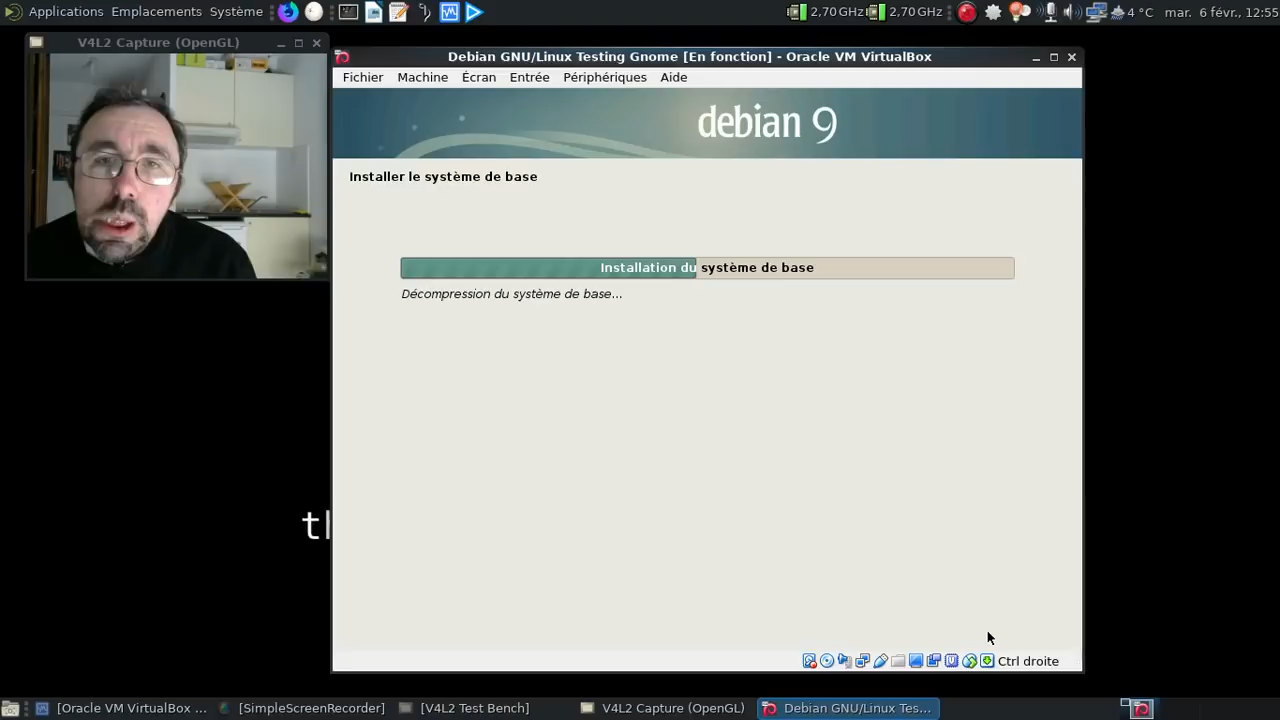 Applications Emplacements Système
2,70 GHz 2,70 GHz 4 °C mar. 6 févr., 12:55
V4L2 Capture (OpenGL)
Debian GNU/Linux Testing Gnome [En fonction] - Oracle VM VirtualBox
Fichier Machine Écran Entrée Périphériques Aide
debian 9
Installer le système de base
Installation du système de base
Décompression du système de base...
th
Ctrl droite
[Oracle VM VirtualBox ... [SimpleScreenRecorder] [V4L2 Test Bench] V4L2 Capture (OpenGL) Debian GNU/Linux Tes...